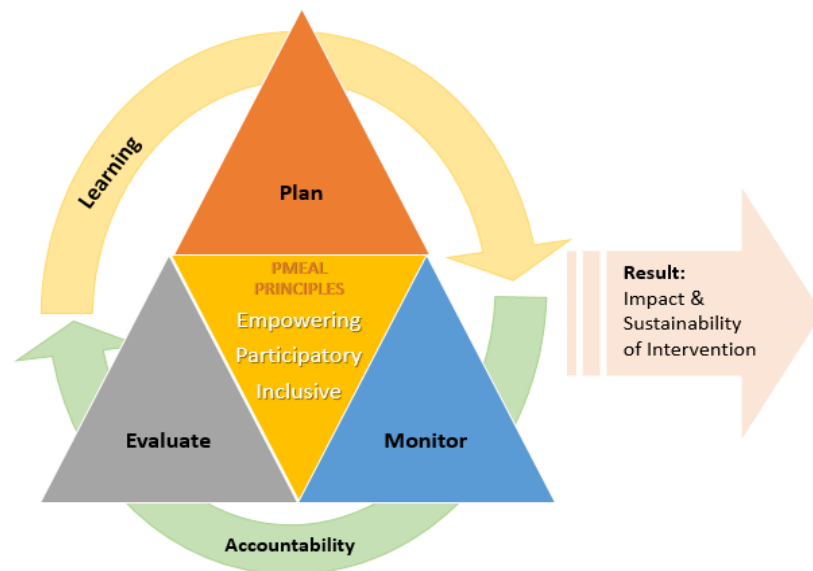 Learning
Plan
PMEAL
PRINCIPLES
Empowering
Participatory
Inclusive
Evaluate
Monitor
Accountability
Result:
Impact &
Sustainability
of Intervention